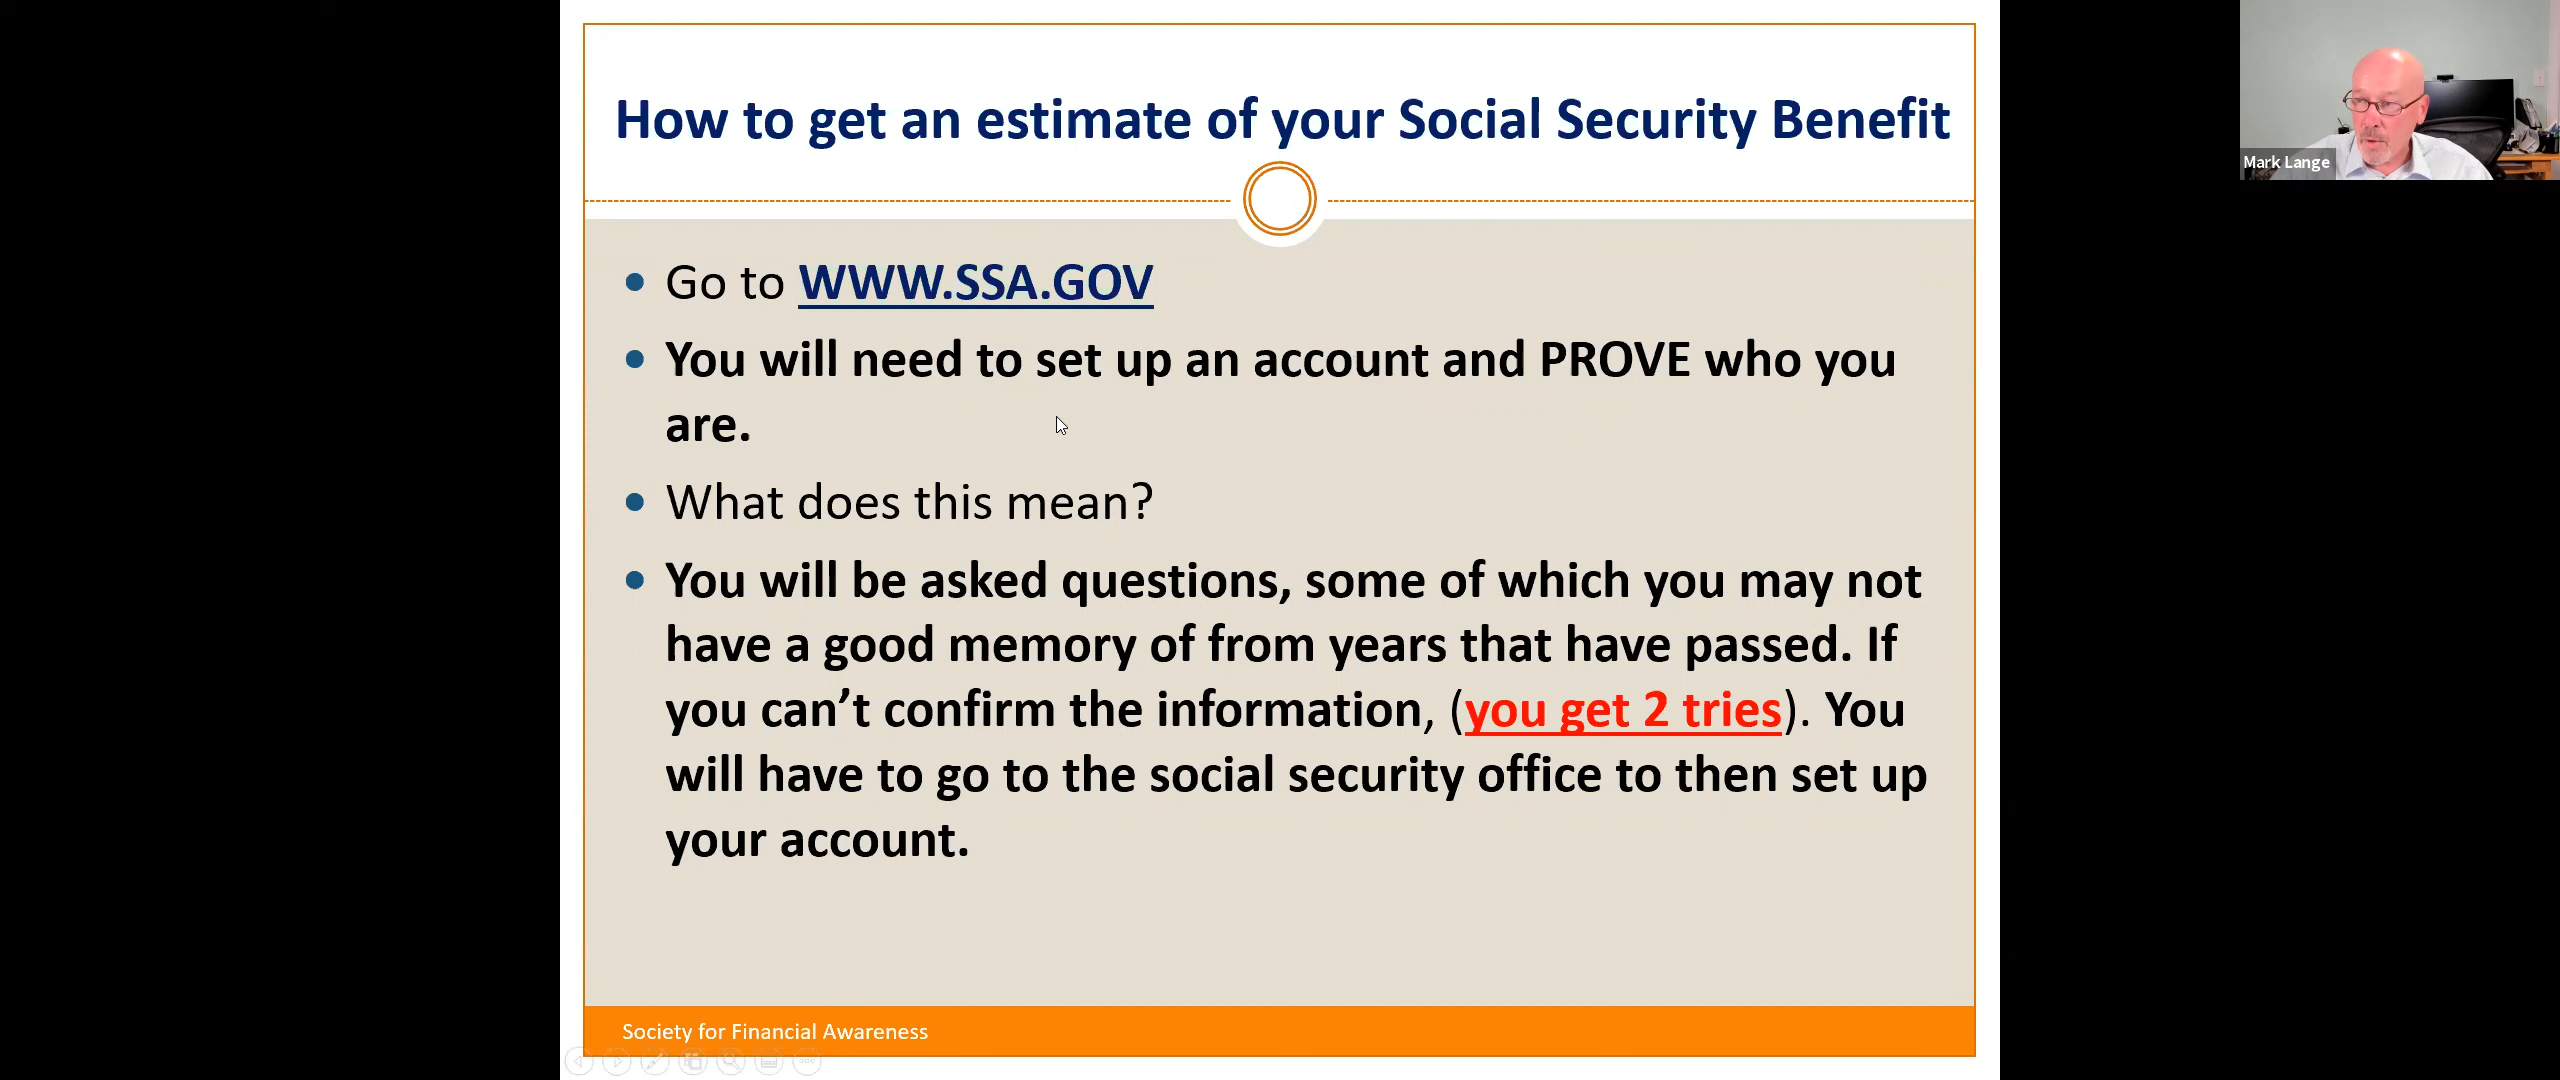 How to get an estimate of your Social Security Benefit
Mark Lange
Go to WWW.SSA.GOV
You will need to set up an account and PROVE who you
are.
What does this mean?
You will be asked questions, some of which you may not
have a good memory of from years that have passed. If
you can’t confirm the information, (you get 2 tries). You
will have to go to the social security office to then set up
your account.
Society for Financial Awareness